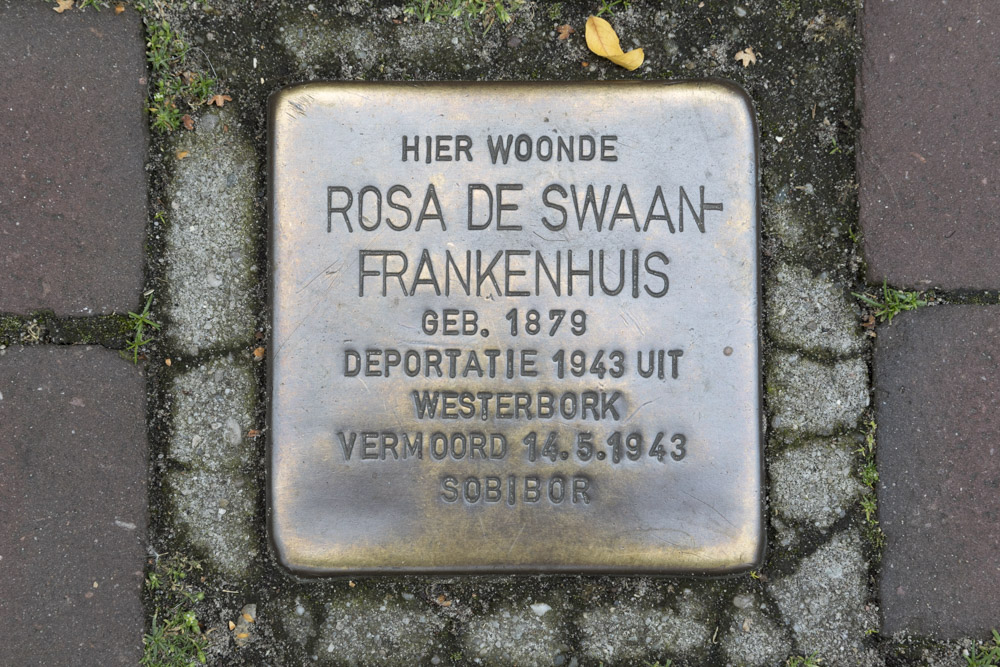 HIER WOONDE
ROSA DE SWAAN-
FRANKENHUIS
GEB. 1879
DEPORTATIE 1943 UIT
WESTERBORK
VERMOORD 14.5.1943
SOBIBOR